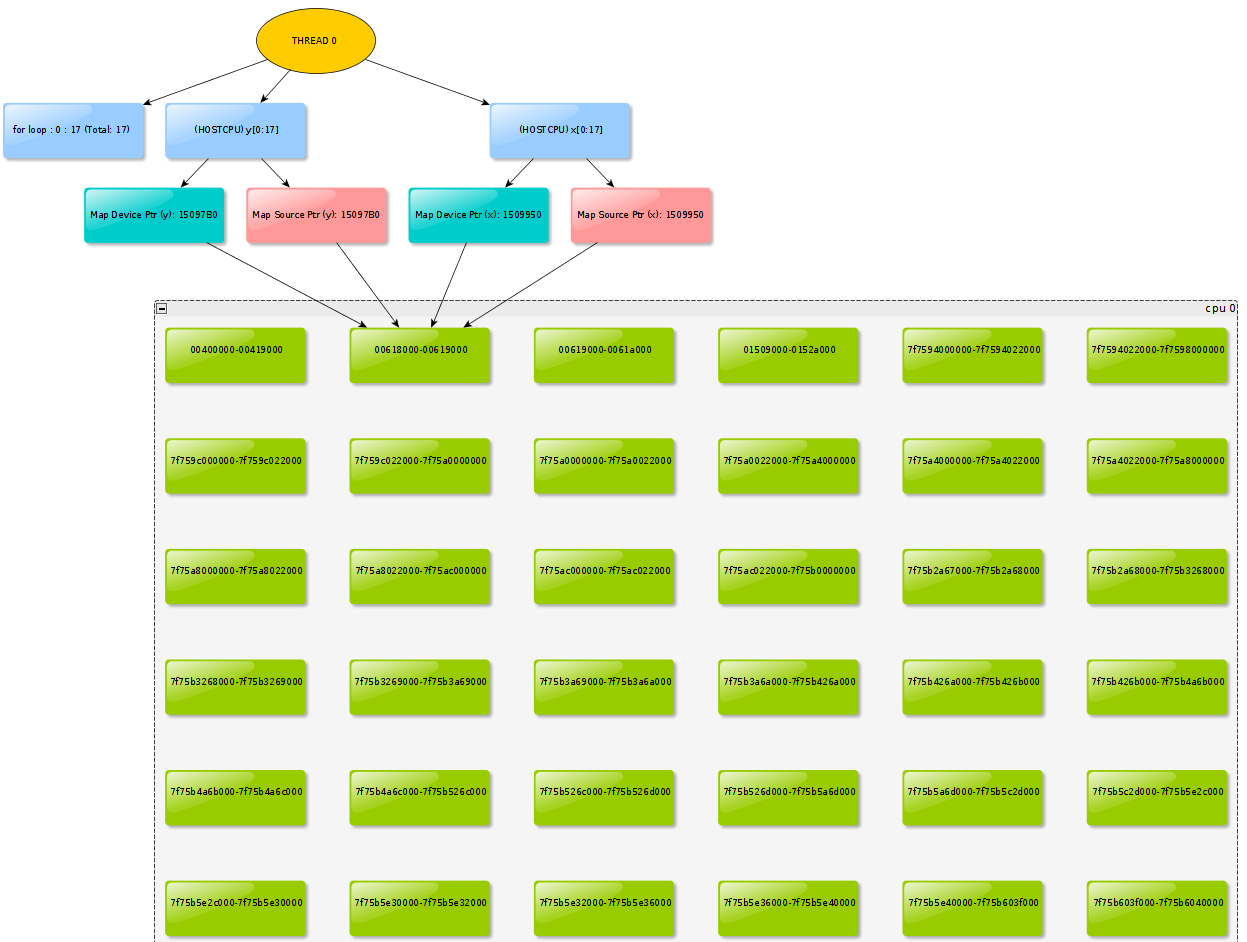 THREAD 0
for loop : 0 : 17 (Total: 17)
(HOSTCPU) y[0:17]
(HOSTCPU) x[0:17]
Map Device Ptr (y): 15097B0
Map Source Ptr (y): 15097B0
Map Device Ptr (x): 1509950
Map Source Ptr (x): 1509950
cpu 0
00400000-00419000
00618000-00619000
00619000-0061a000
01509000-0152a000
7f7594000000-7f7594022000
7f7594022000-7f7598000000
7f759c000000-7f759c022000
7f759c022000-7f75a0000000
7f75a0000000-7f75a0022000
7f75a0022000-7f75a4000000
7f75a4000000-7f75a4022000
7f75a4022000-7f75a8000000
7f75a8000000-7f75a8022000
7f75a8022000-7f75ac000000
7f75ac000000-7f75ac022000
7f75ac022000-7f75b0000000
7f75b2a67000-7f75b2a68000
7f75b2a68000-7f75b3268000
7f75b3268000-7f75b3269000
7f75b3269000-7f75b3a69000
7f75b3a69000-7f75b3a6a000
7f75b3a6a000-7f75b426a000
7f75b426a000-7f75b426b000
7f75b426b000-7f75b4a6b000
7f75b4a6b000-7f75b4a6c000
7f75b4a6c000-7f75b526c000
7f75b526c000-7f75b526d000
7f75b526d000-7f75b5a6d000
7f75b5a6d000-7f75b5c2d000
7f75b5c2d000-7f75b5e2c000
7f75b5e2c000-7f75b5e30000
7f75b5e30000-7f75b5e32000
7f75b5e32000-7f75b5e36000
7f75b5e36000-7f75b5e40000
7f75b5e40000-7f75b603f000
7f75b603f000-7f75b6040000